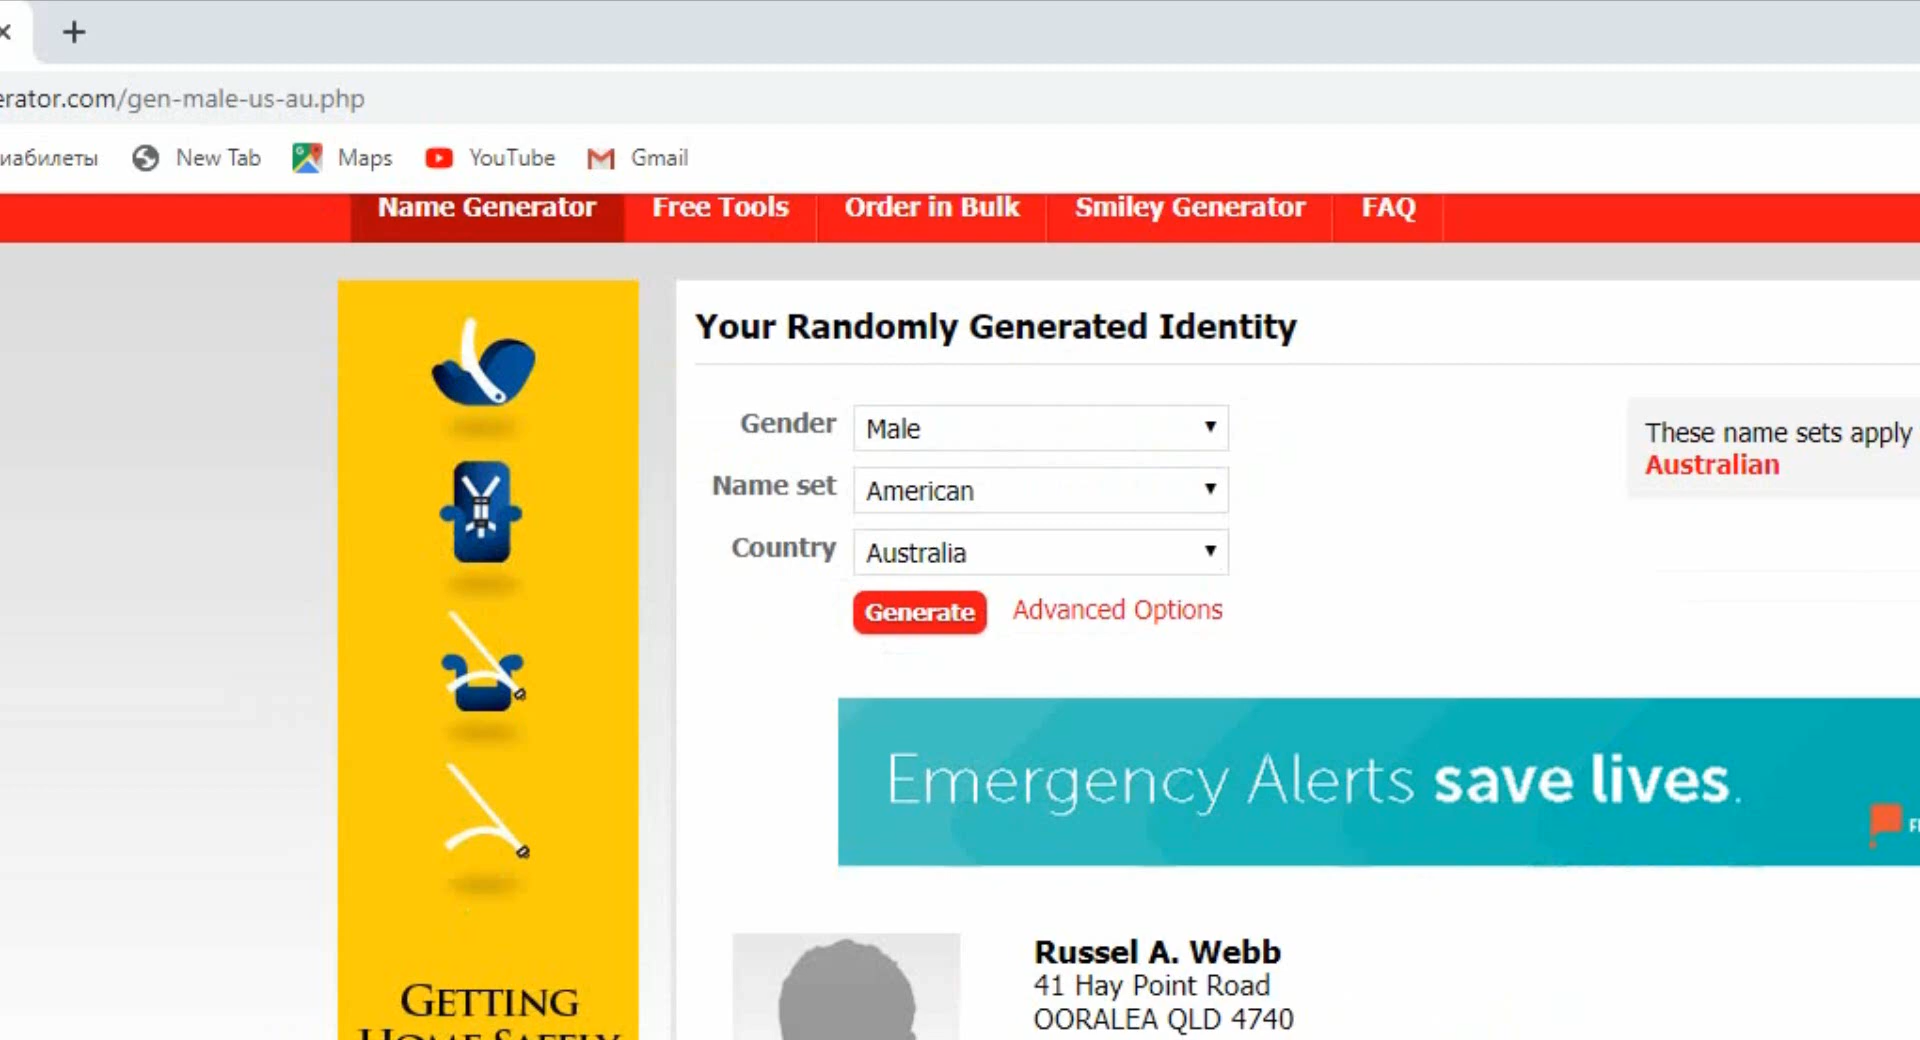 erator.com/gen-male-us-au.php
иабилеты New Tab Maps YouTube Gmail
Name Generator Free Tools Order in Bulk Smiley Generator FAQ
Your Randomly Generated Identity
Gender Male
These name sets apply
Australian
Name set American
Country Australia
Generate Advanced Options
Emergency Alerts save lives.
Russel A. Webb
41 Hay Point Road
OORALEA QLD 4740
GETTING
HOME SAFELY